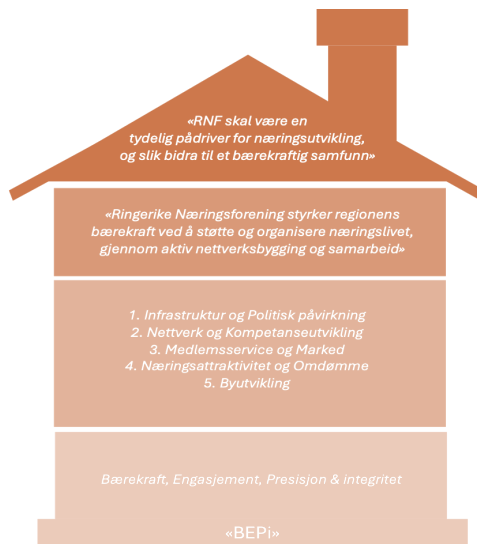 «RNF skal være en
tydelig pådriver for næringsutvikling,
og slik bidra til et bærekraftig samfunn»
«Ringerike Næringsforening styrker regionens
bærekraft ved å støtte og organisere næringslivet,
gjennom aktiv nettverksbygging og samarbeid»
1. Infrastruktur og Politisk påvirkning
2. Nettverk og Kompetanseutvikling
3. Medlemsservice og Marked
4. Næringsattraktivitet og Omdømme
5. Byutvikling
Bærekraft, Engasjement, Presisjon & integritet
«BEPi»